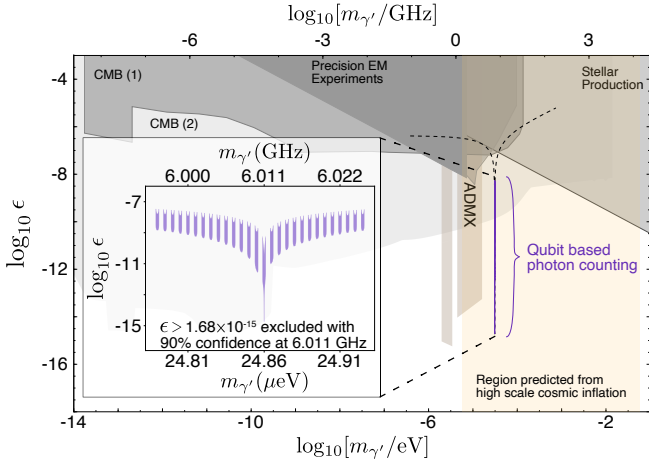 log₁₀[m_γ′/GHz]
-6 -3 0 3
-4
-8
-12
-16
log₁₀ ϵ
CMB (1)
CMB (2)
Precision EM
Experiments
Stellar
Production
ADMX
Qubit based
photon counting
Region predicted from
high scale cosmic inflation
m_γ′(GHz)
6.000 6.011 6.022
-7
-11
-15
log₁₀ ϵ
ϵ > 1.68×10⁻¹⁵ excluded with
90% confidence at 6.011 GHz
24.81 24.86 24.91
m_γ′(μeV)
-14 -10 -6 -2
log₁₀[m_γ′/eV]